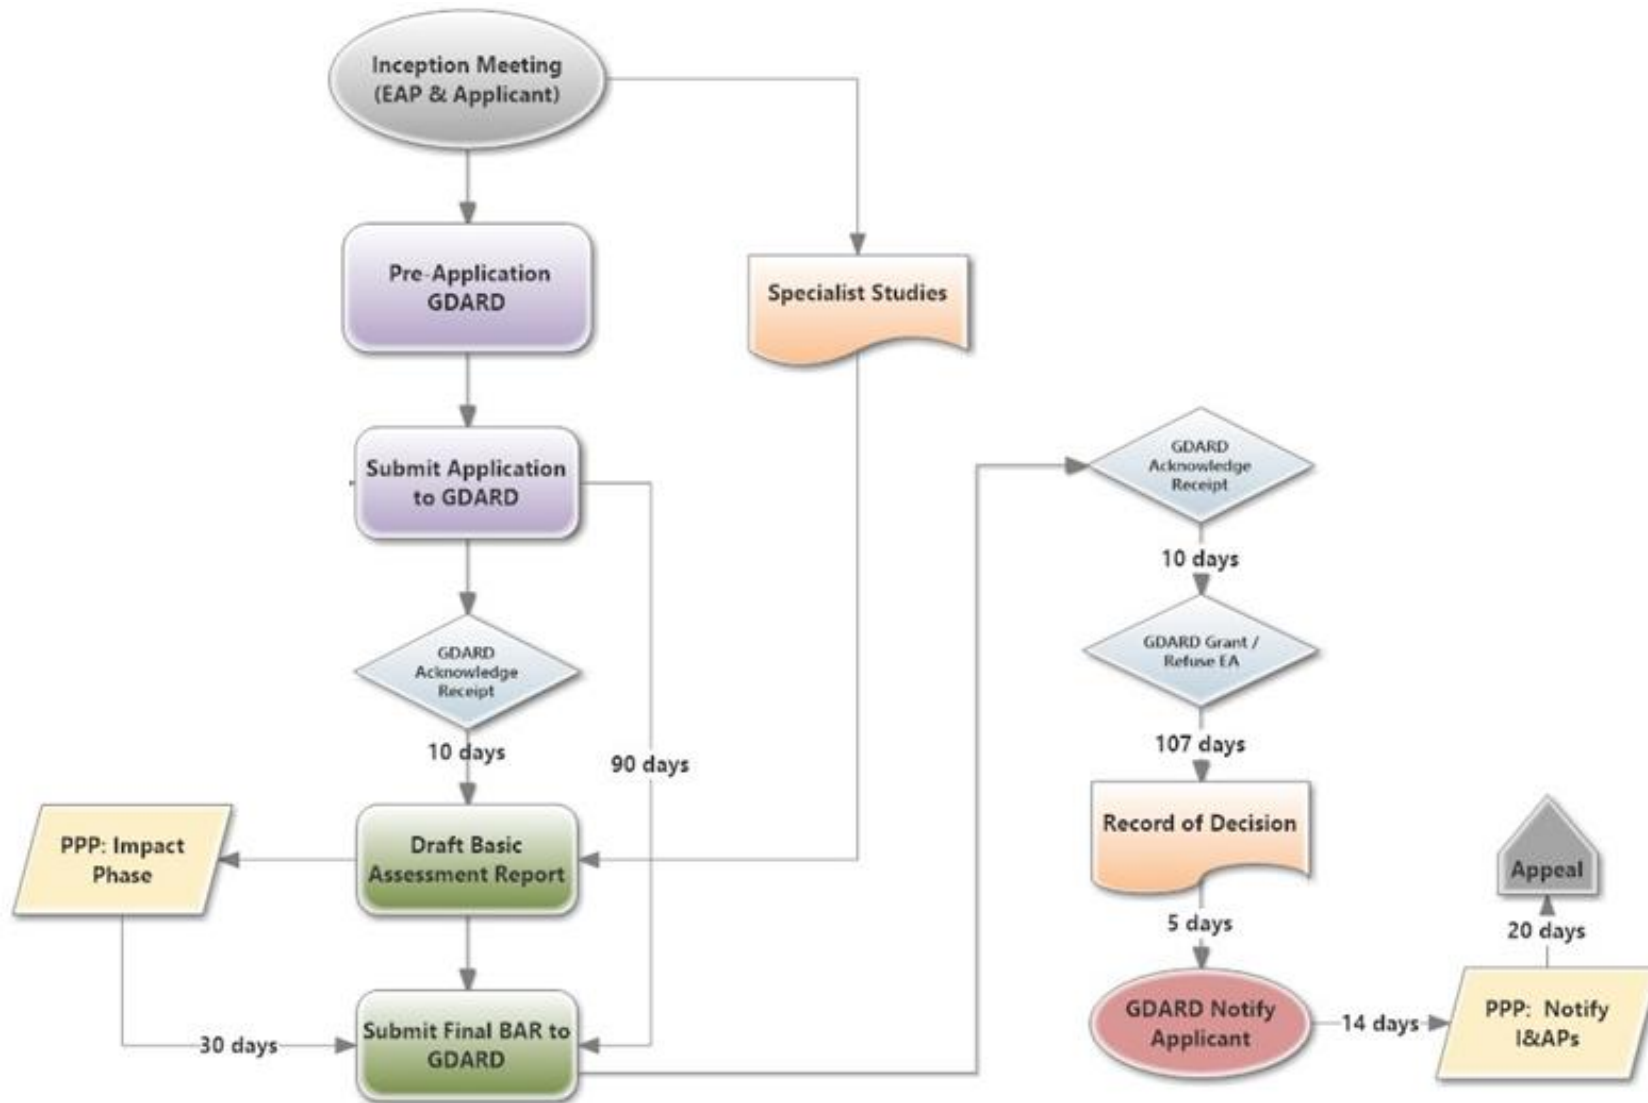 Inception Meeting
(EAP & Applicant)
Pre-Application
GDARD
Specialist Studies
Submit Application
to GDARD
GDARD
Acknowledge
Receipt
10 days
90 days
Draft Basic
Assessment Report
PPP: Impact
Phase
30 days
Submit Final BAR to
GDARD
GDARD
Acknowledge
Receipt
10 days
GDARD Grant /
Refuse EA
107 days
Record of Decision
5 days
GDARD Notify
Applicant
14 days
PPP: Notify
I&APs
20 days
Appeal